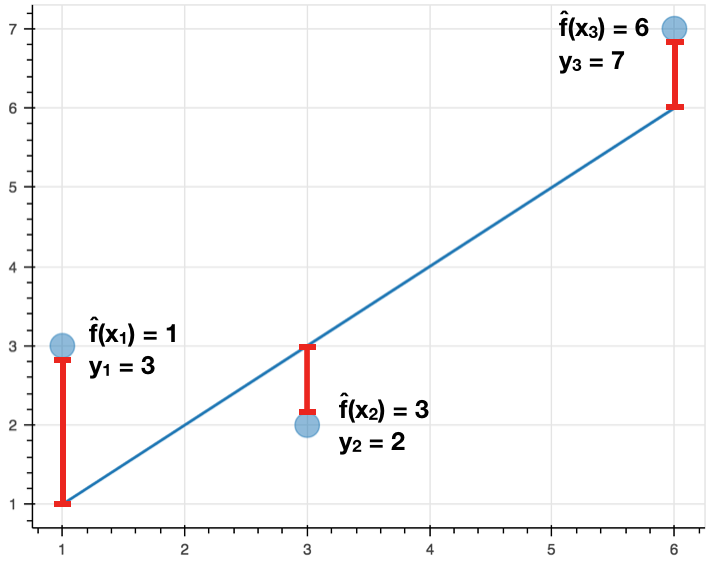 f̂(x₃) = 6
y₃ = 7
f̂(x₁) = 1
y₁ = 3
f̂(x₂) = 3
y₂ = 2
7
6
5
4
3
2
1
1 2 3 4 5 6